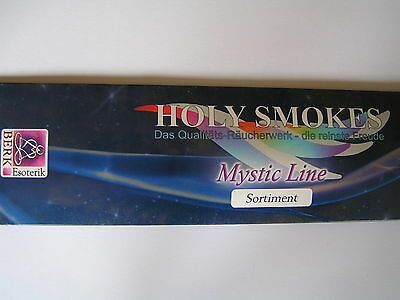 HOLY SMOKES
Das Qualitäts-Räucherwerk - die reinste Freude
BERK
Esoterik
Mystic Line
Sortiment